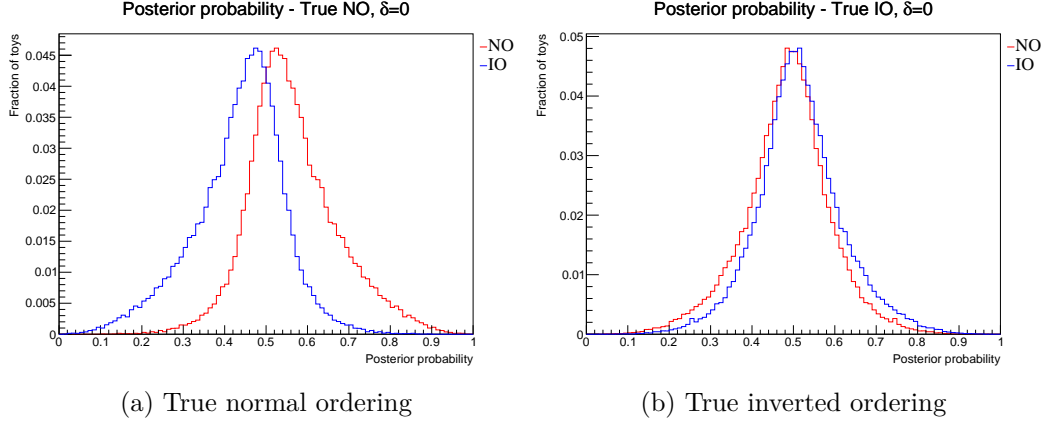 Posterior probability - True NO, δ=0
Fraction of toys
0.045
0.04
0.035
0.03
0.025
0.02
0.015
0.01
0.005
0
0 0.1 0.2 0.3 0.4 0.5 0.6 0.7 0.8 0.9 1
Posterior probability
NO
IO
(a) True normal ordering
Posterior probability - True IO, δ=0
Fraction of toys
0.05
0.04
0.03
0.02
0.01
0
0 0.1 0.2 0.3 0.4 0.5 0.6 0.7 0.8 0.9 1
Posterior probability
NO
IO
(b) True inverted ordering